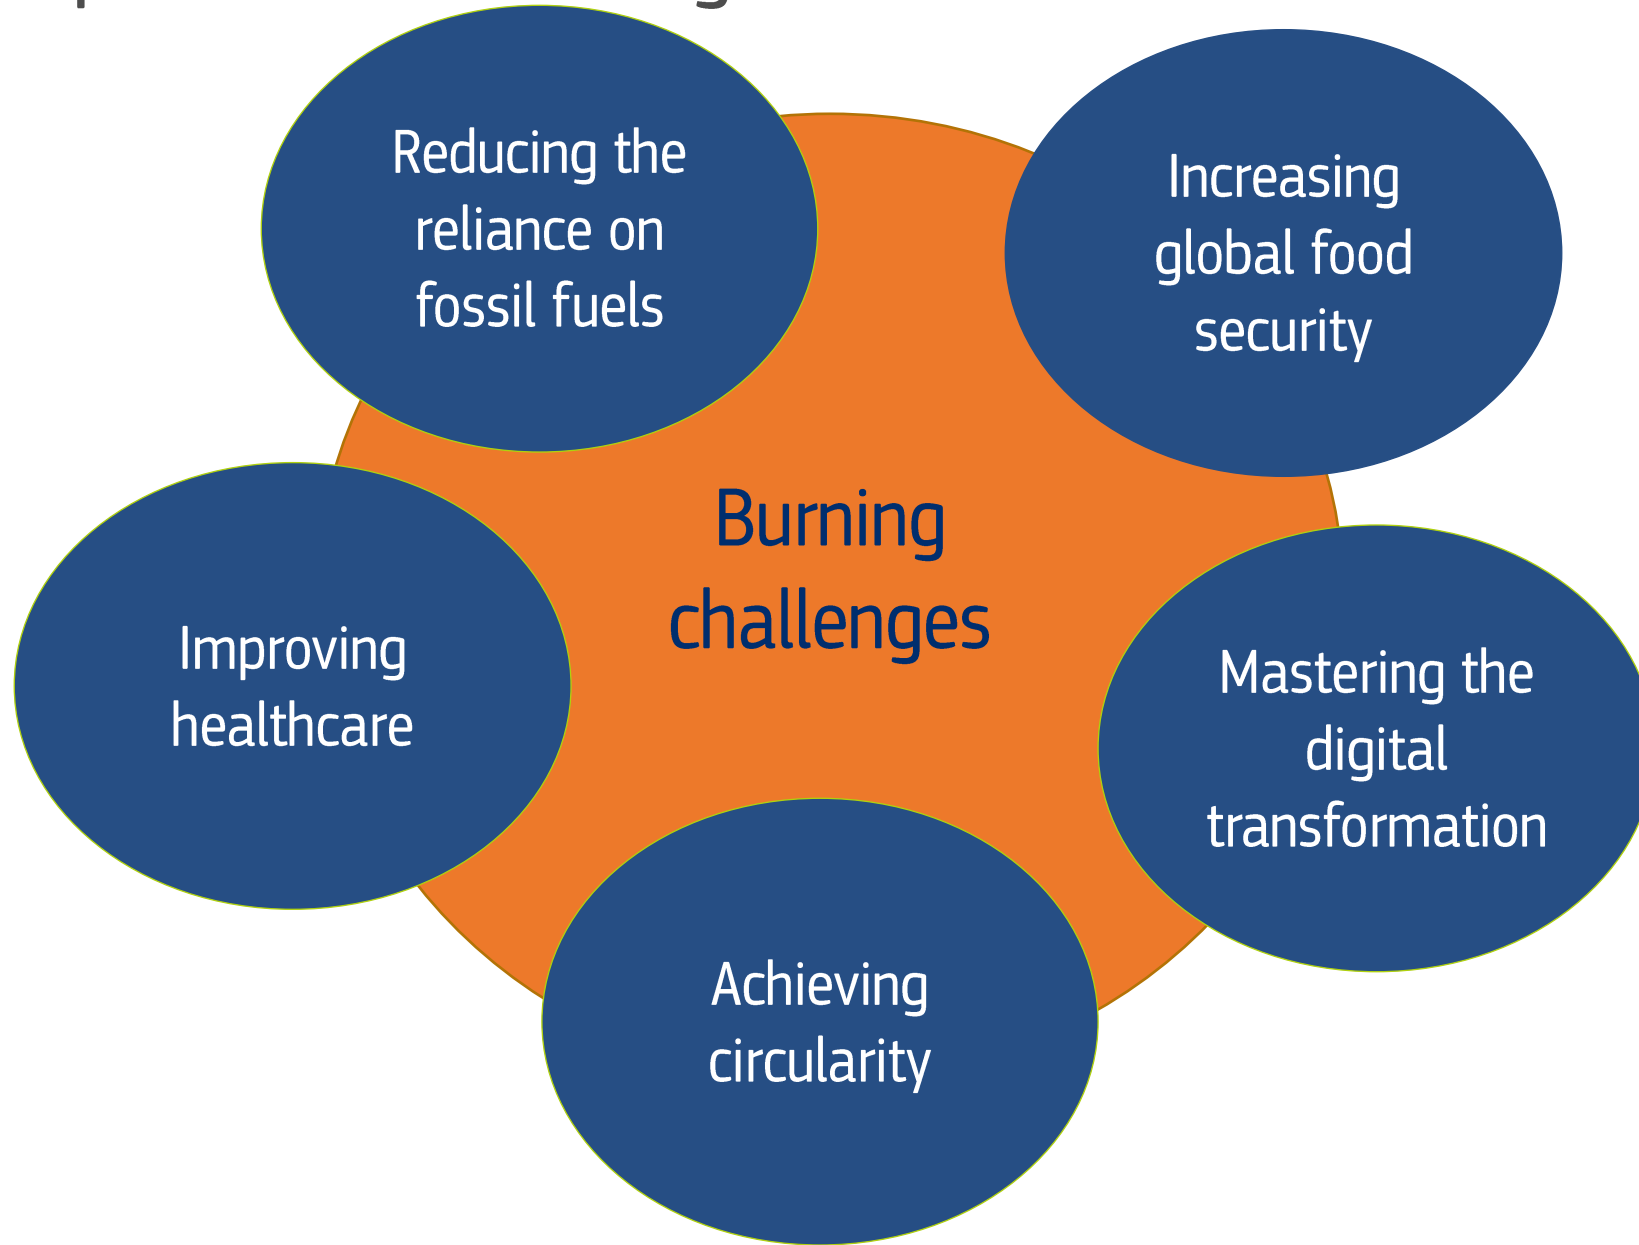 Reducing the
reliance on
fossil fuels
Increasing
global food
security
Burning
challenges
Improving
healthcare
Mastering the
digital
transformation
Achieving
circularity